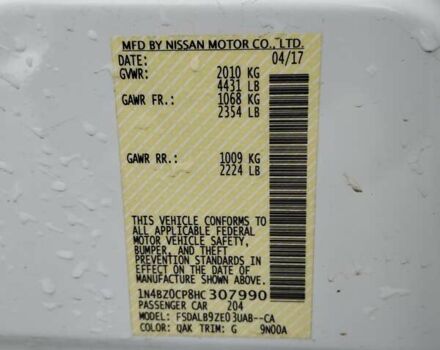 MFD BY NISSAN MOTOR CO., LTD.
DATE: 04/17
GVWR: 2010 KG
4431 LB
GAWR FR.: 1068 KG
2354 LB
GAWR RR.: 1009 KG
2224 LB
THIS VEHICLE CONFORMS TO
ALL APPLICABLE FEDERAL
MOTOR VEHICLE SAFETY,
BUMPER, AND THEFT
PREVENTION STANDARDS IN
EFFECT ON THE DATE OF
MANUFACTURE SHOWN ABOVE.
1N4BZ0CP8HC 307990
PASSENGER CAR 204
MODEL: FSDALB9ZE03UAB--CA
COLOR: QAK TRIM: G 9N00A